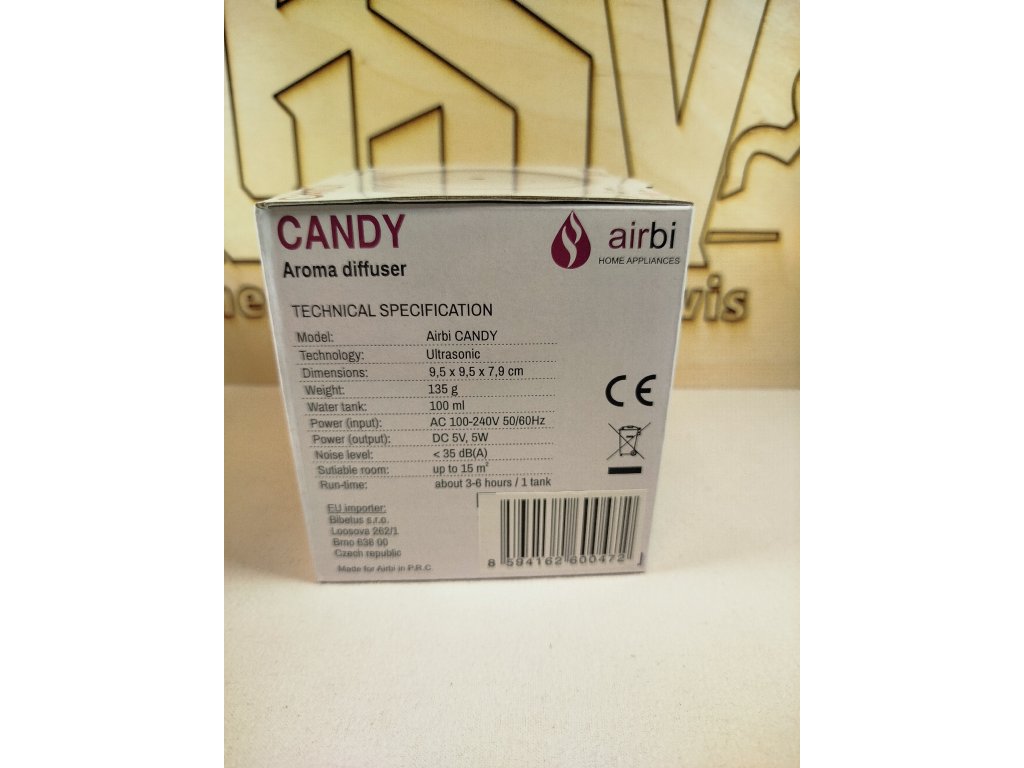 CANDY
Aroma diffuser
airbi
HOME APPLIANCES
TECHNICAL SPECIFICATION
Model: Airbi CANDY
Technology: Ultrasonic
Dimensions: 9,5 x 9,5 x 7,9 cm
Weight: 135 g
Water tank: 100 ml
Power (input): AC 100-240V 50/60Hz
Power (output): DC 5V, 5W
Noise level: < 35 dB(A)
Sutiable room: up to 15 m²
Run-time: about 3-6 hours / 1 tank
CE
EU importer:
Bibetus s.r.o.
Loosova 262/1
Brno 638 00
Czech republic
Made for Airbi in P.R.C
8 594162 600472